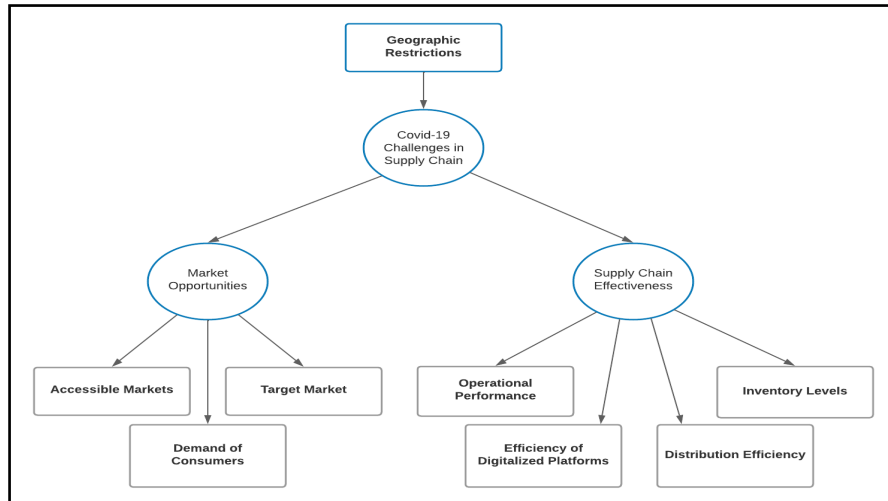 Geographic
Restrictions
Covid-19
Challenges in
Supply Chain
Market
Opportunities
Supply Chain
Effectiveness
Accessible Markets
Target Market
Demand of
Consumers
Operational
Performance
Inventory Levels
Efficiency of
Digitalized Platforms
Distribution Efficiency